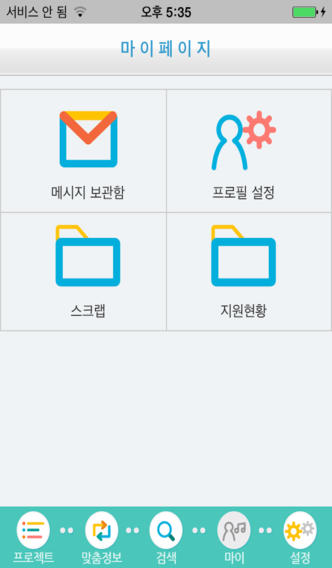 서비스 안 됨 오후 5:35
마이페이지
메시지 보관함 프로필 설정
스크랩 지원현황
프로젝트 맞춤정보 검색 마이 설정